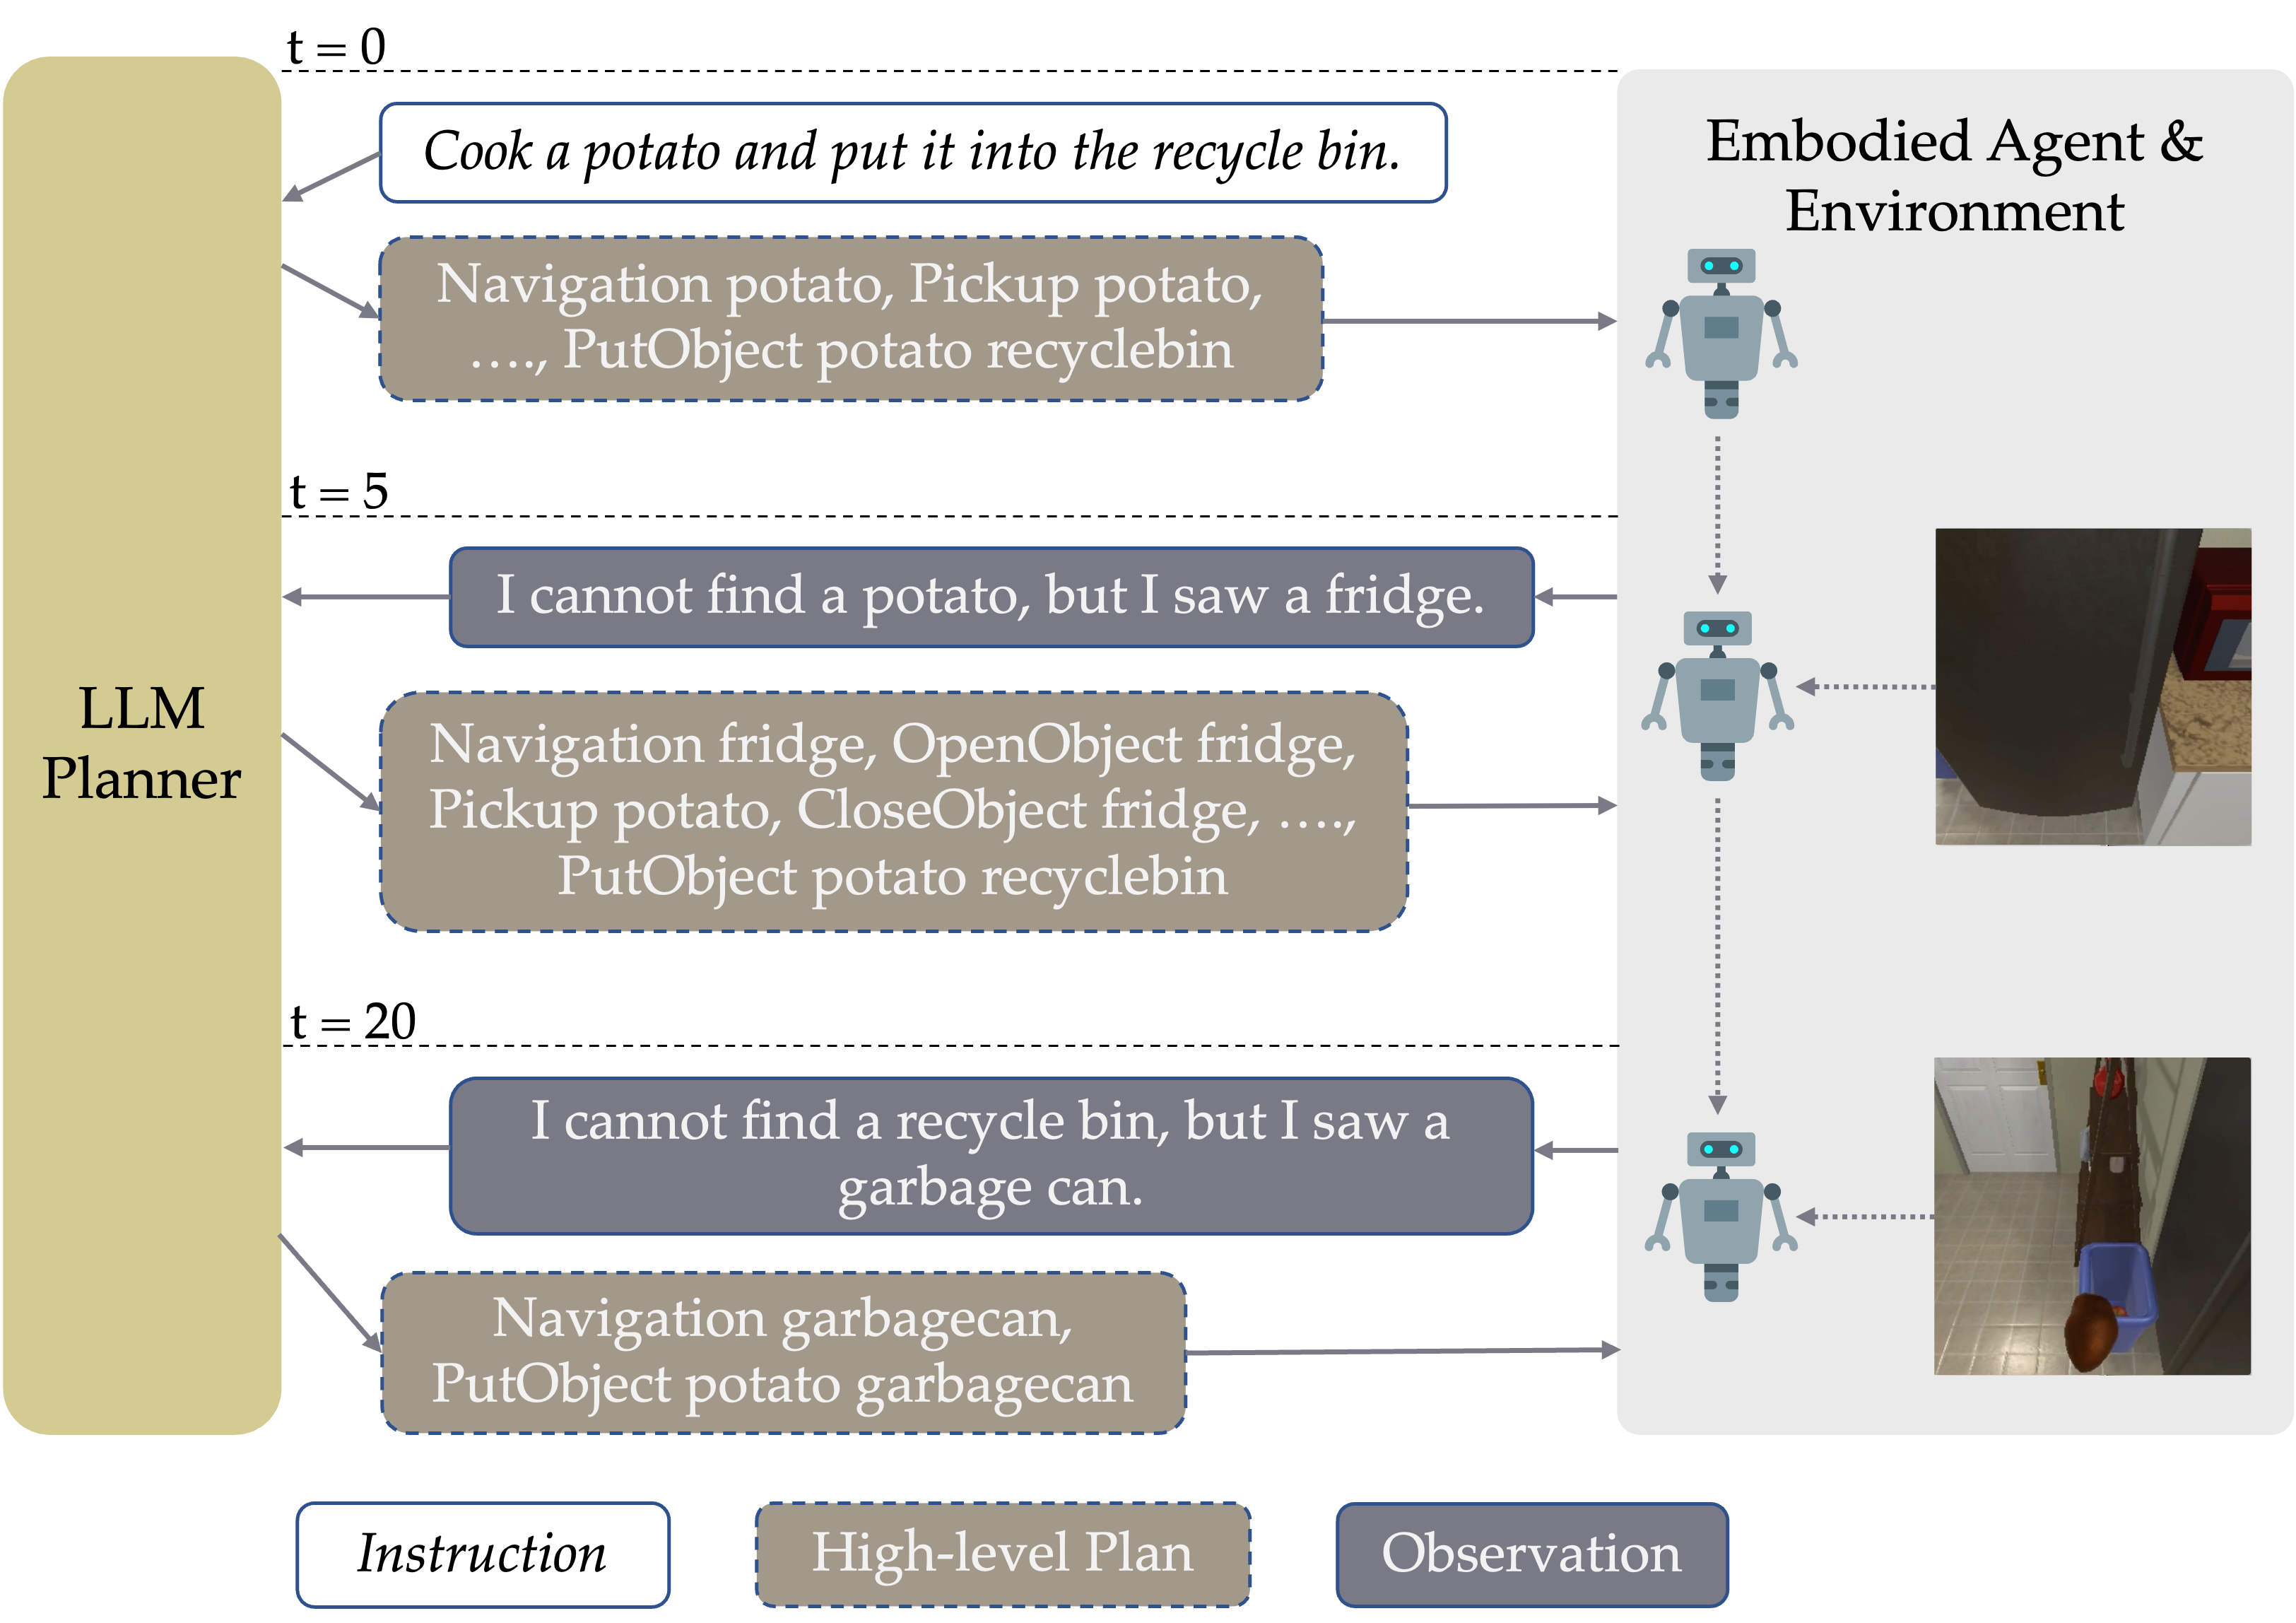 t = 0
Cook a potato and put it into the recycle bin.
Embodied Agent &
Environment
Navigation potato, Pickup potato,
…., PutObject potato recyclebin
t = 5
I cannot find a potato, but I saw a fridge.
LLM
Planner
Navigation fridge, OpenObject fridge,
Pickup potato, CloseObject fridge, ….,
PutObject potato recyclebin
t = 20
I cannot find a recycle bin, but I saw a
garbage can.
Navigation garbagecan,
PutObject potato garbagecan
Instruction
High-level Plan
Observation